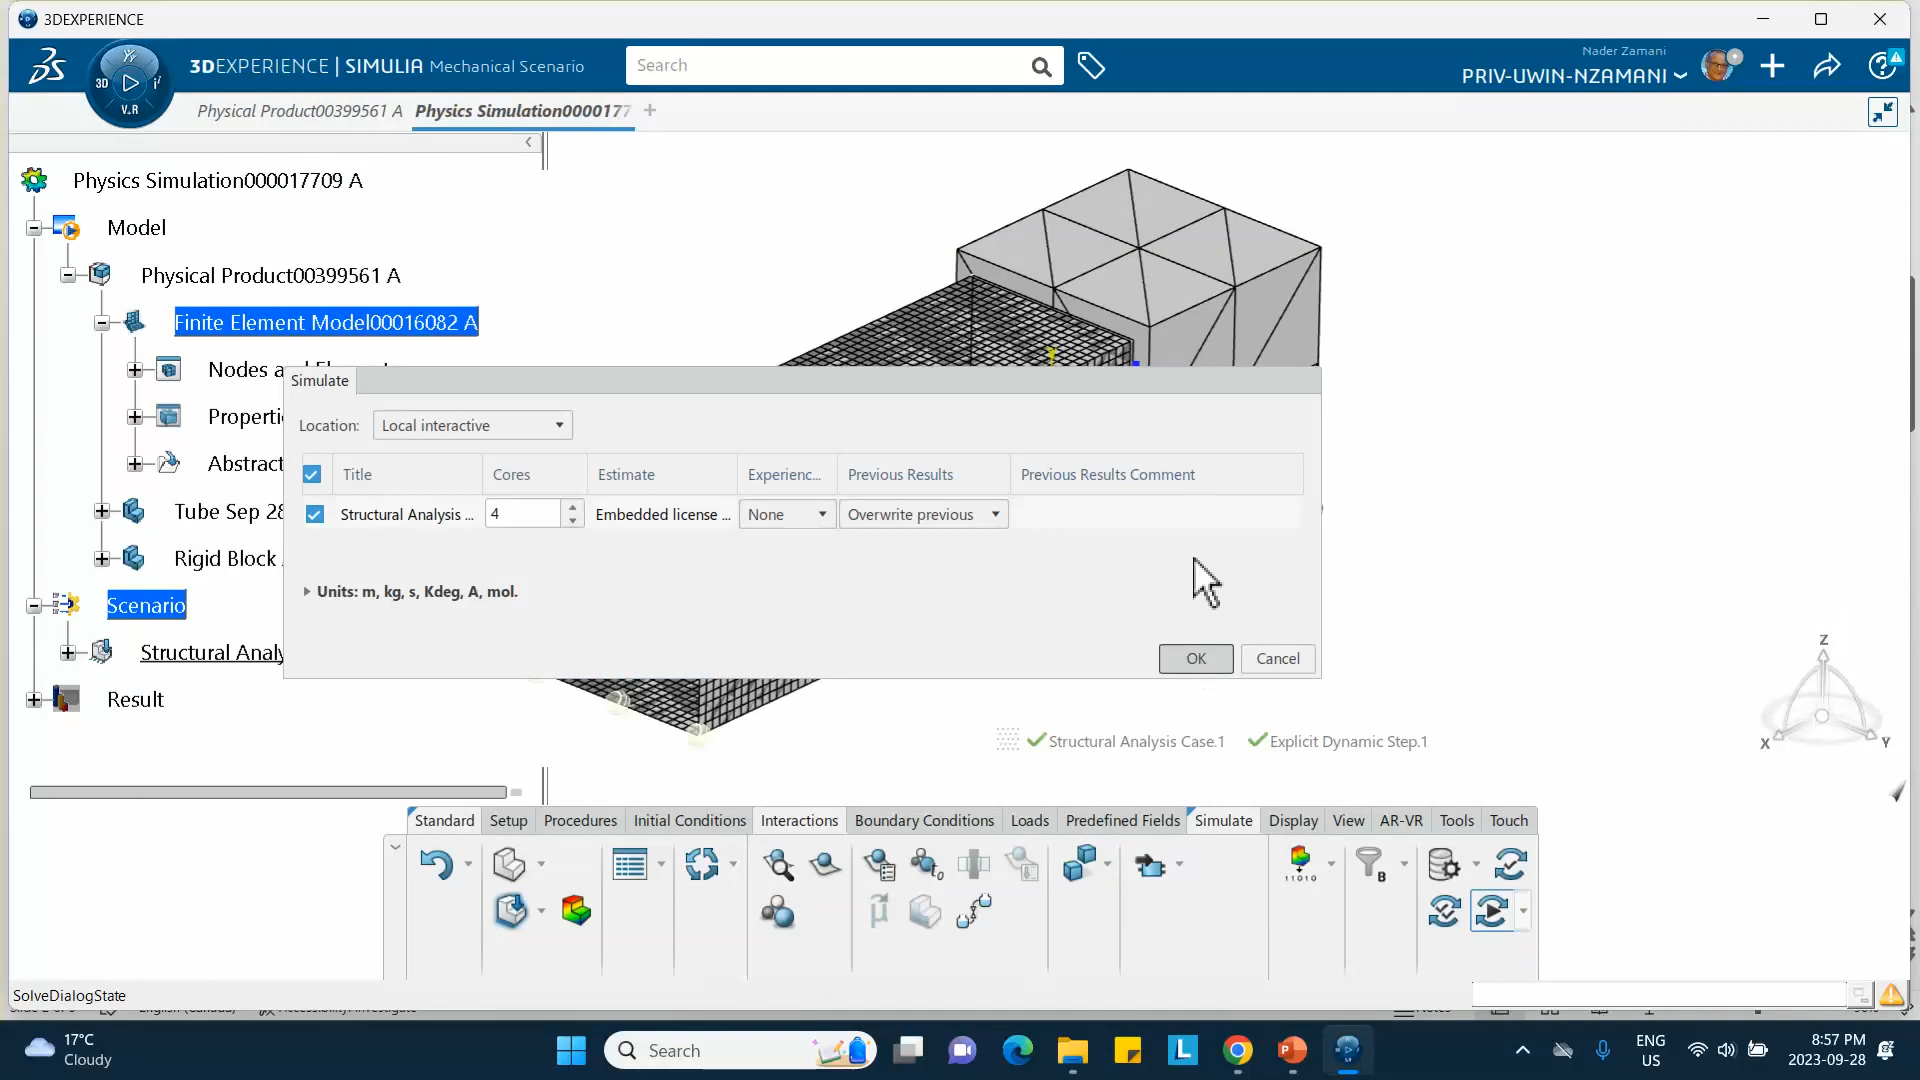 3DEXPERIENCE
3DEXPERIENCE | SIMULIA Mechanical Scenario
Search
Nader Zamani
PRIV-UWIN-NZAMANI
3D
V.R
Physical Product00399561 A
Physics Simulation0000177
Physics Simulation000017709 A
Model
Physical Product00399561 A
Finite Element Model00016082 A
Nodes and
Properti
Abstract
Tube Sep 28
Rigid Block
Scenario
Structural Analy
Result
Simulate
Location: Local interactive
Title Cores Estimate Experienc... Previous Results Previous Results Comment
Structural Analysis ... 4 Embedded license ... None Overwrite previous
Units: m, kg, s, Kdeg, A, mol.
OK Cancel
Z
X Y
Structural Analysis Case.1 Explicit Dynamic Step.1
Standard Setup Procedures Initial Conditions Interactions Boundary Conditions Loads Predefined Fields Simulate Display View AR-VR Tools Touch
11010
B
SolveDialogState
17°C
Cloudy
Search
ENG
US
8:57 PM
2023-09-28